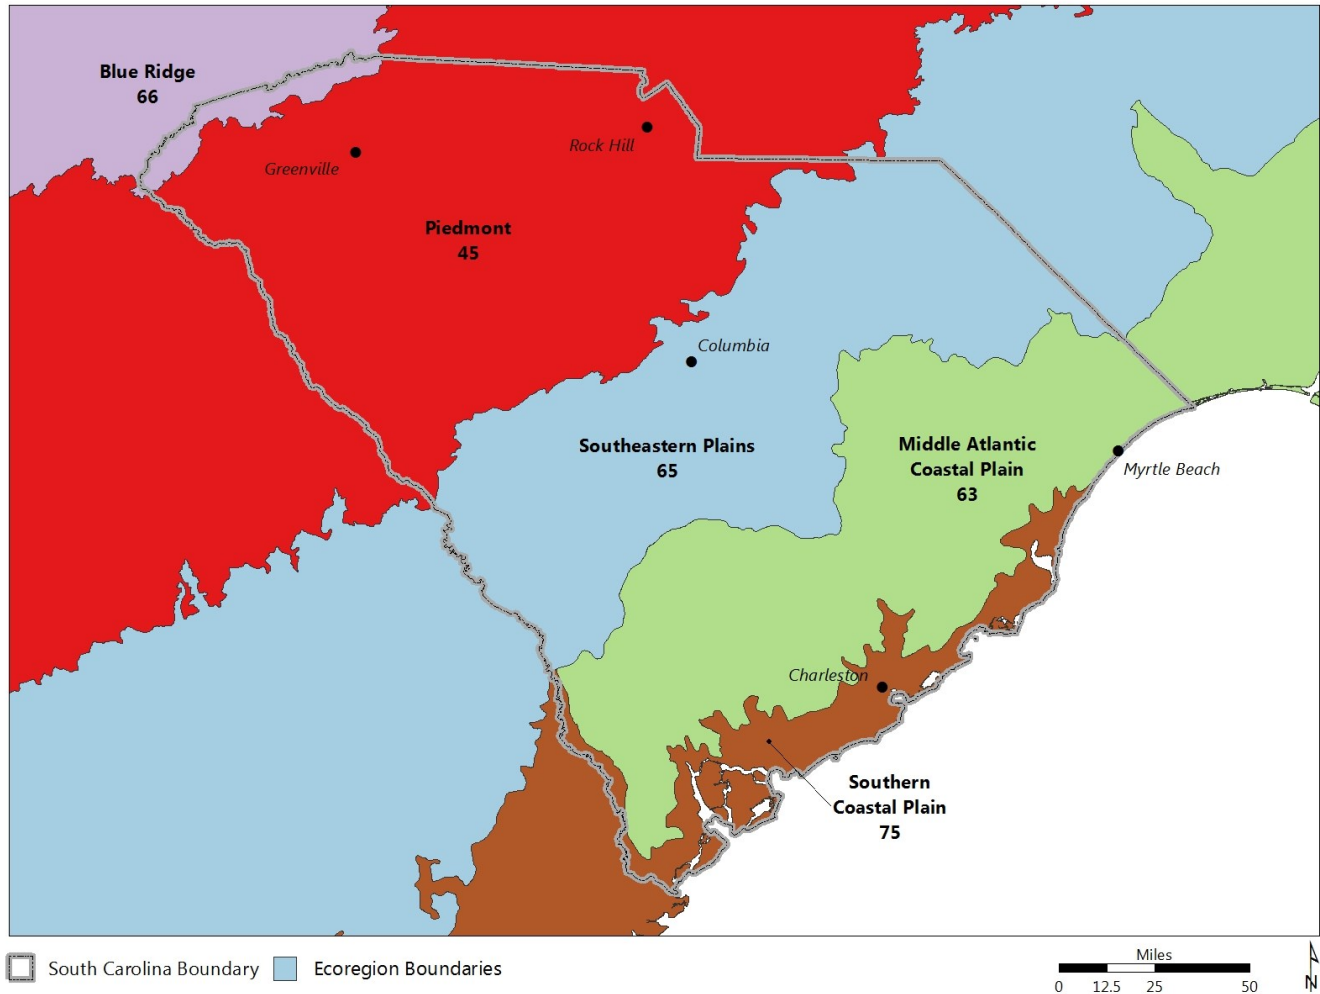 Blue Ridge
66
Rock Hill
Greenville
Piedmont
45
Columbia
Southeastern Plains
65
Middle Atlantic
Coastal Plain
63
Myrtle Beach
Charleston
Southern
Coastal Plain
75
South Carolina Boundary
Ecoregion Boundaries
Miles
0 12.5 25 50
N